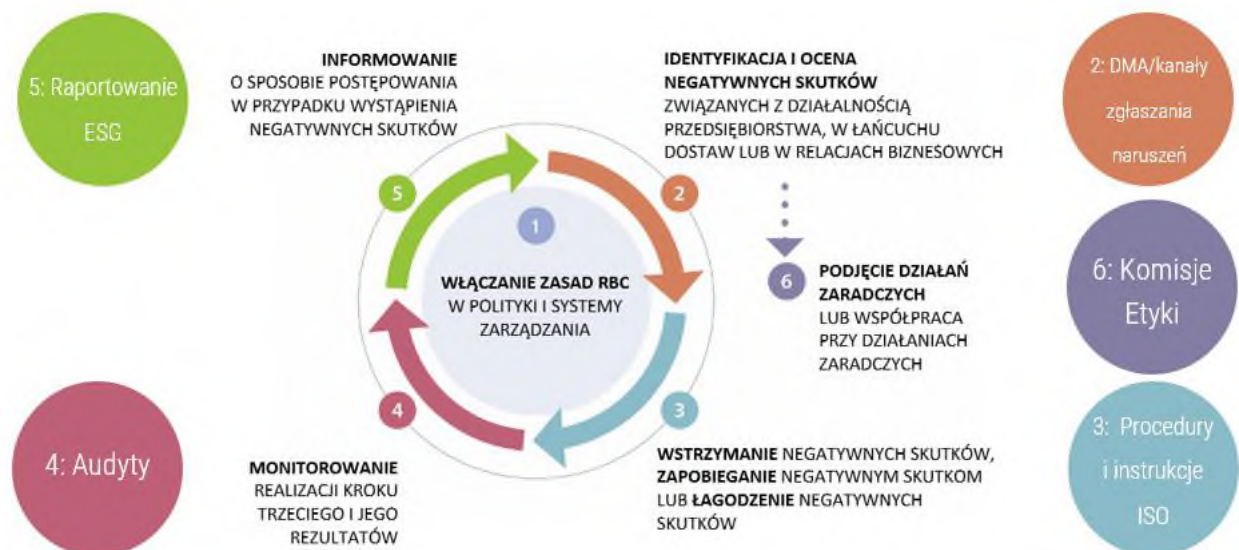 5: Raportowanie
ESG
INFORMOWANIE
O SPOSOBIE POSTĘPOWANIA
W PRZYPADKU WYSTĄPIENIA
NEGATYWNYCH SKUTKÓW
IDENTYFIKACJA I OCENA
NEGATYWNYCH SKUTKÓW
ZWIĄZANYCH Z DZIAŁALNOŚCIĄ
PRZEDSIĘBIORSTWA, W ŁAŃCUCHU
DOSTAW LUB W RELACJACH BIZNESOWYCH
2: DMA/kanały
zgłaszania
naruszeń
5
2
1
WŁĄCZANIE ZASAD RBC
W POLITYKI I SYSTEMY
ZARZĄDZANIA
6
PODJĘCIE DZIAŁAŃ
ZARADCZYCH
LUB WSPÓŁPRACA
PRZY DZIAŁANIACH
ZARADCZYCH
6: Komisje
Etyki
4
3
4: Audyty
MONITOROWANIE
REALIZACJI KROKU
TRZECIEGO I JEGO
REZULTATÓW
WSTRZYMANIE NEGATYWNYCH SKUTKÓW,
ZAPOBIEGANIE NEGATYWNYM SKUTKOM
LUB ŁAGODZENIE NEGATYWNYCH
SKUTKÓW
3: Procedury
i instrukcje
ISO